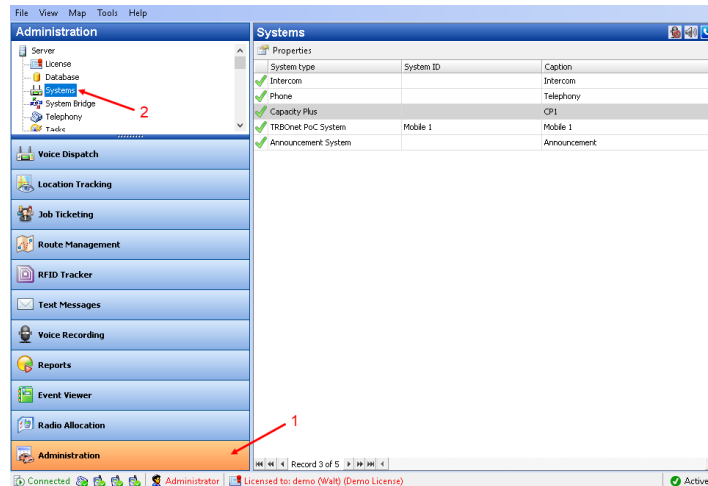 File View Map Tools Help
Administration
Server
License
Database
Systems
System Bridge
Telephony
Tasks
2
Voice Dispatch
Location Tracking
Job Ticketing
Route Management
RFID Tracker
Text Messages
Voice Recording
Reports
Event Viewer
Radio Allocation
1
Administration
Systems
Properties
System type System ID Caption
Intercom Intercom
Phone Telephony
Capacity Plus CP1
TRBOnet PoC System Mobile 1 Mobile 1
Announcement System Announcement
Record 3 of 5
Connected Administrator Licensed to: demo (Walt) (Demo License) Active